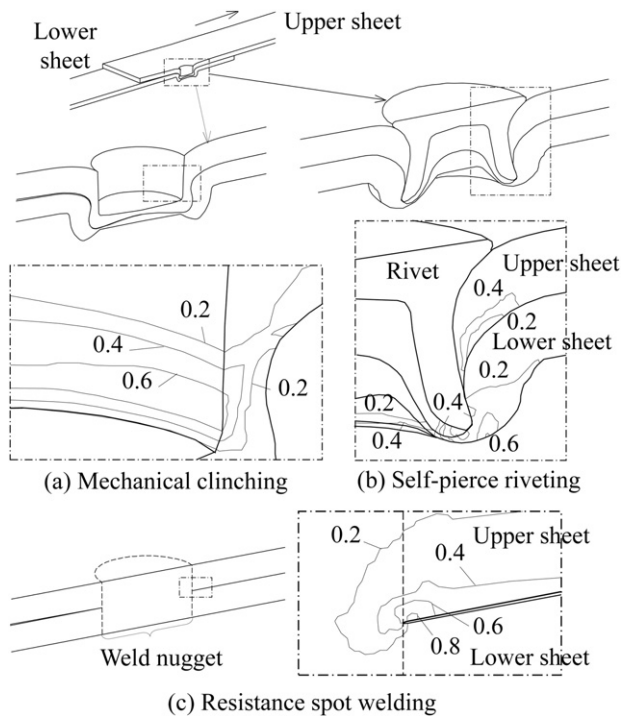 Lower
sheet
Upper sheet
0.2
0.4
0.6
0.2
(a) Mechanical clinching
Rivet
Upper sheet
0.4
0.2
Lower sheet
0.2
0.2
0.4
0.4
0.6
(b) Self-pierce riveting
Weld nugget
0.2
Upper sheet
0.4
0.6
0.8
Lower sheet
(c) Resistance spot welding